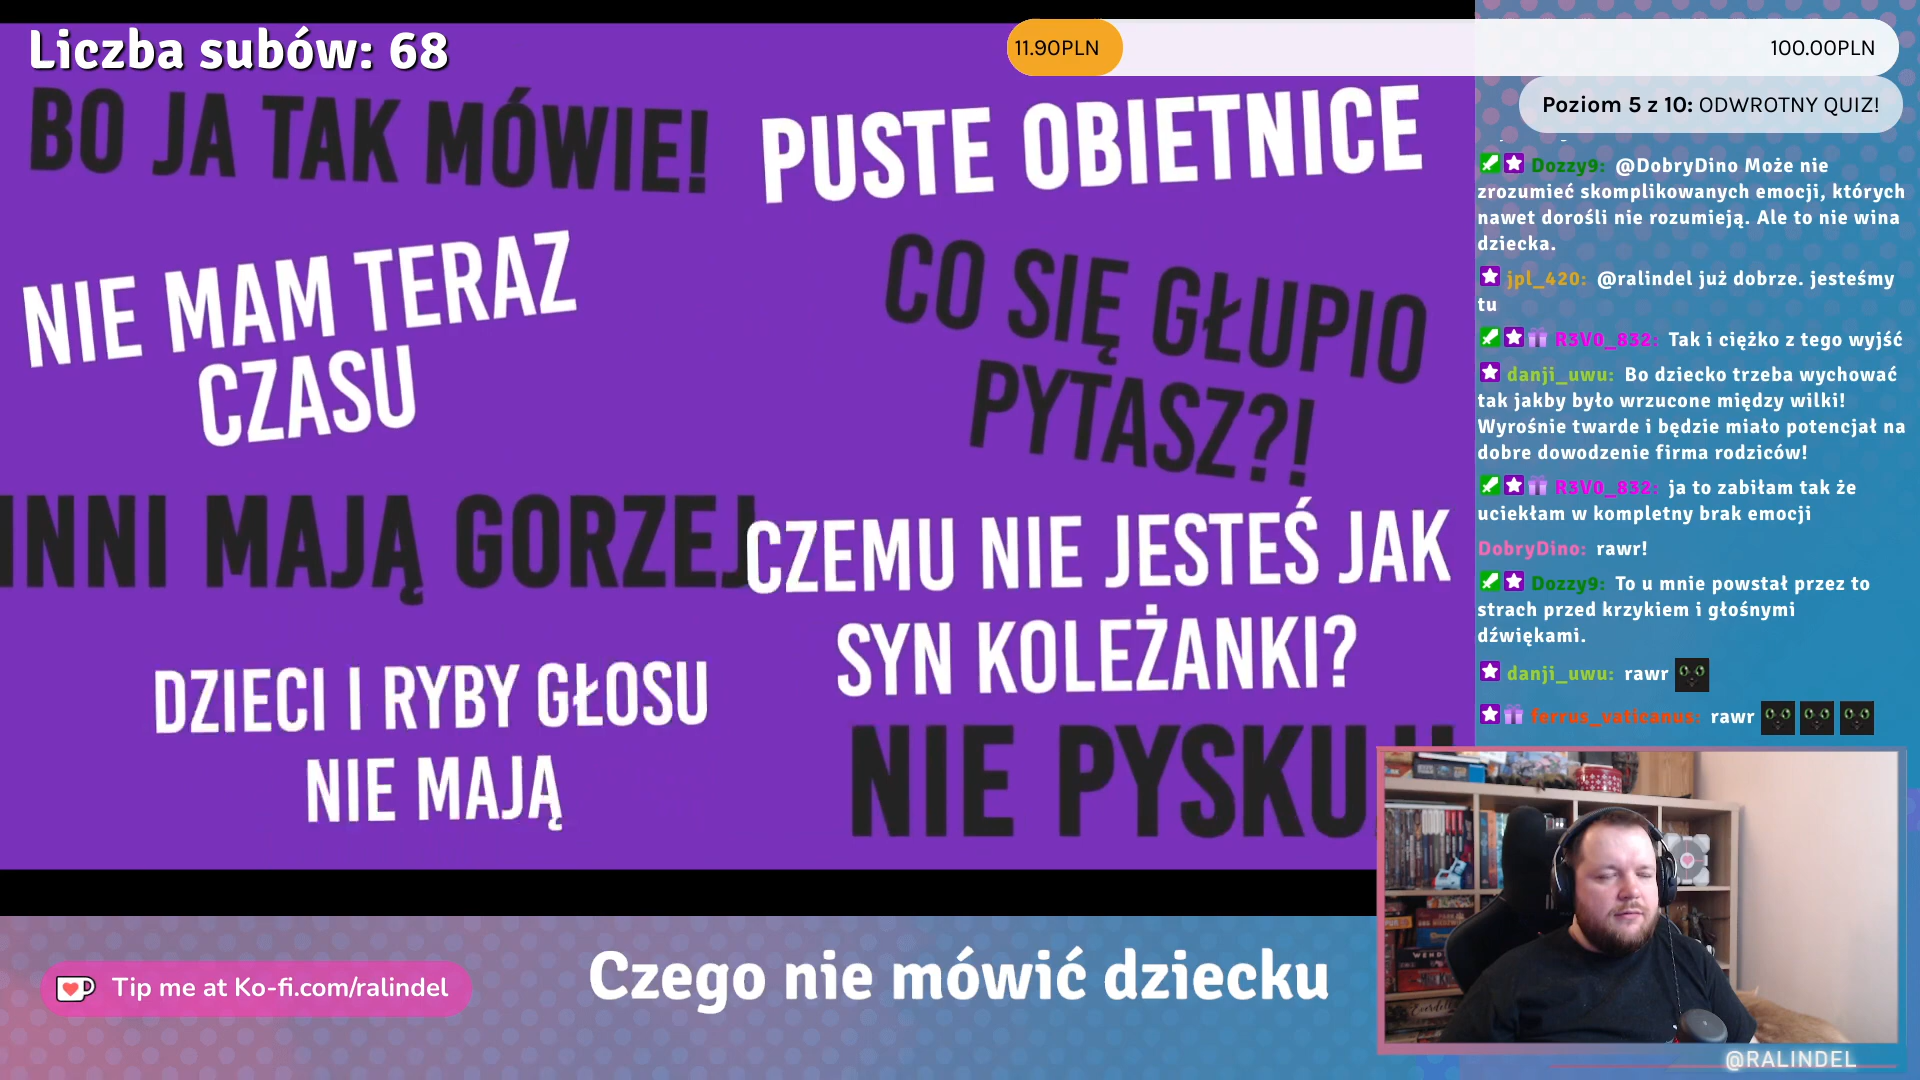 Liczba subów: 68
11.90PLN
100.00PLN
Poziom 5 z 10: ODWROTNY QUIZ!
BO JA TAK MÓWIE!
PUSTE OBIETNICE
NIE MAM TERAZ
CZASU
CO SIĘ GŁUPIO
PYTASZ?!
INNI MAJĄ GORZEJ
CZEMU NIE JESTEŚ JAK
SYN KOLEŻANKI?
DZIECI I RYBY GŁOSU
NIE MAJĄ
NIE PYSKUJ
Dozzy9: @DobryDino Może nie
zrozumieć skomplikowanych emocji, których
nawet dorośli nie rozumieją. Ale to nie wina
dziecka.
jpl_420: @ralindel już dobrze. jesteśmy
tu
R3V0_832: Tak i ciężko z tego wyjść
danji_uwu: Bo dziecko trzeba wychować
tak jakby było wrzucone między wilki!
Wyrośnie twarde i będzie miało potencjał na
dobre dowodzenie firma rodziców!
R3V0_832: ja to zabiłam tak że
uciekłam w kompletny brak emocji
DobryDino: rawr!
Dozzy9: To u mnie powstał przez to
strach przed krzykiem i głośnymi
dźwiękami.
danji_uwu: rawr
ferrus_vaticanus: rawr
Tip me at Ko-fi.com/ralindel
Czego nie mówić dziecku
@RALINDEL